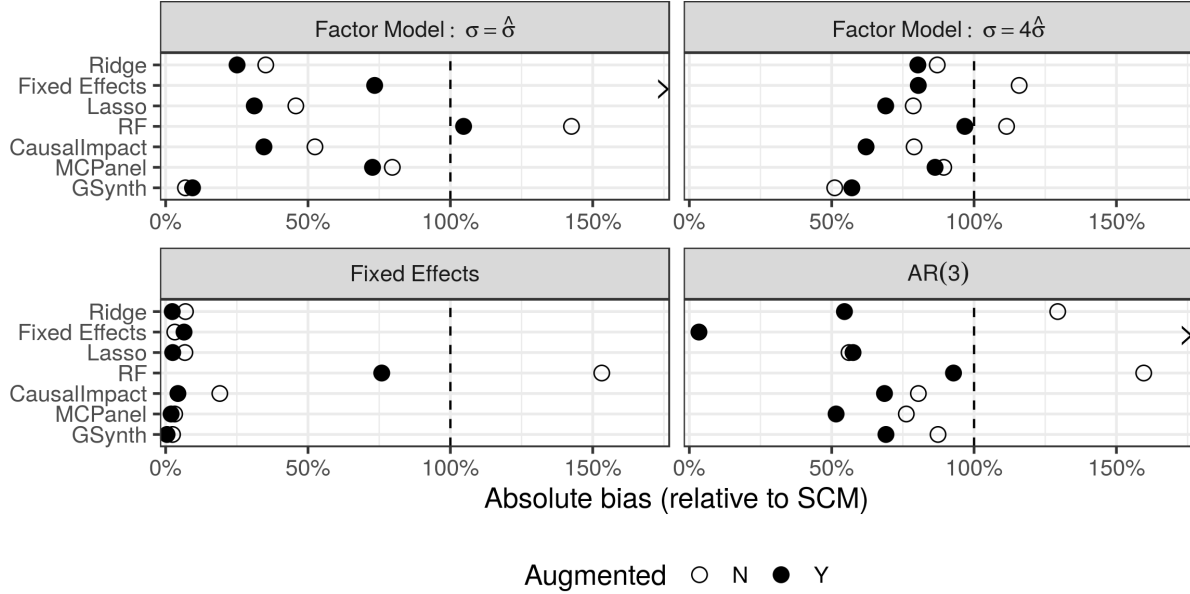 Factor Model : σ = σ̂
Factor Model : σ = 4σ̂
Ridge
Fixed Effects
Lasso
RF
CausalImpact
MCPanel
GSynth
0% 50% 100% 150%
0% 50% 100% 150%
Fixed Effects
AR(3)
Ridge
Fixed Effects
Lasso
RF
CausalImpact
MCPanel
GSynth
0% 50% 100% 150%
0% 50% 100% 150%
Absolute bias (relative to SCM)
Augmented N Y